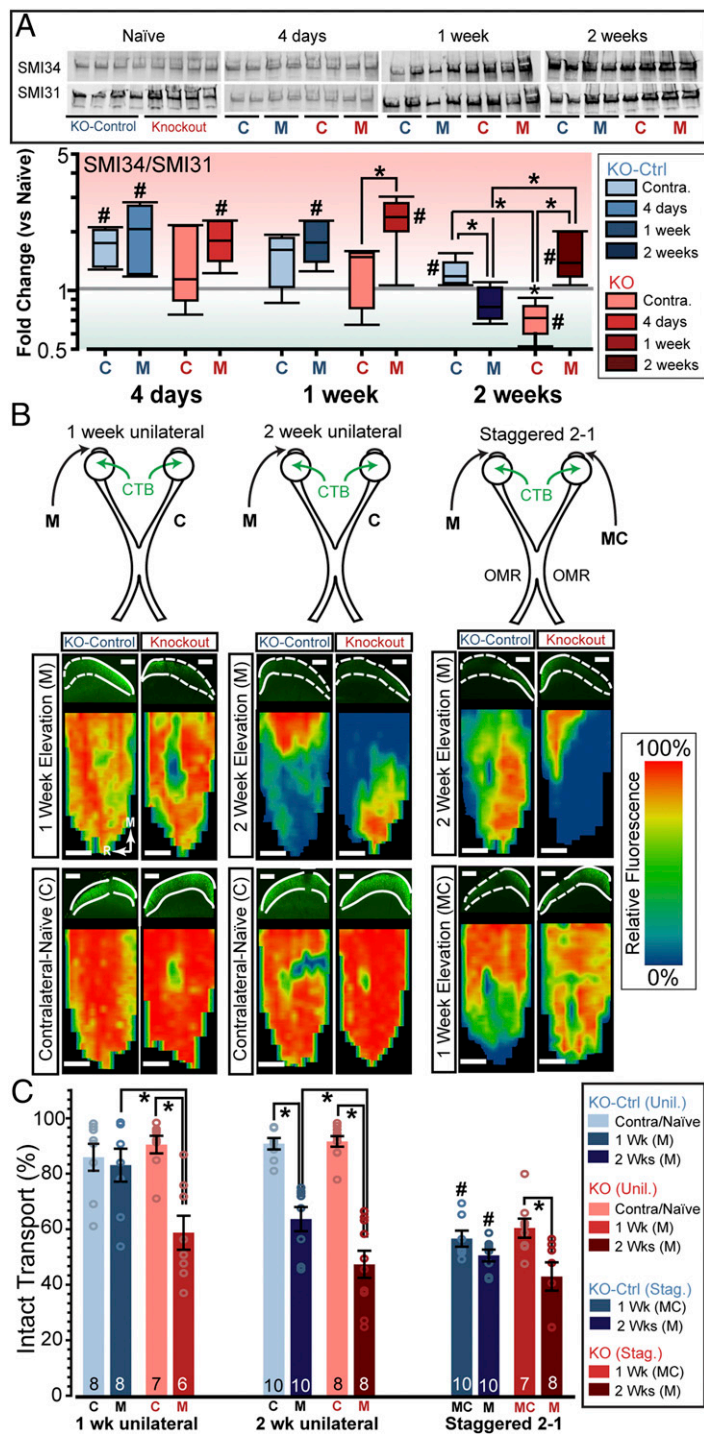 A
Naïve 4 days 1 week 2 weeks
SMI34
SMI31
KO-Control Knockout C M C M C M C M C M C M
SMI34/SMI31
Fold Change (vs Naïve)
5
1
0.5
# # # # * # # * * * * * # #
C M C M C M C M C M C M
4 days 1 week 2 weeks
KO-Ctrl
Contra.
4 days
1 week
2 weeks
KO
Contra.
4 days
1 week
2 weeks
B
1 week unilateral 2 week unilateral Staggered 2-1
CTB CTB CTB
M C M C M MC
OMR OMR
KO-Control Knockout KO-Control Knockout KO-Control Knockout
1 Week Elevation (M)
2 Week Elevation (M)
2 Week Elevation (M)
M
R
Contralateral-Naïve (C)
Contralateral-Naïve (C)
1 Week Elevation (MC)
100%
Relative Fluorescence
0%
C
Intact Transport (%)
100
80
60
40
20
0
* * * * * # # *
8 8 7 6 10 10 8 8 10 10 7 8
C M C M C M C M MC M MC M
1 wk unilateral 2 wk unilateral Staggered 2-1
KO-Ctrl (Unil.)
Contra/Naïve
1 Wk (M)
2 Wks (M)
KO (Unil.)
Contra/Naïve
1 Wk (M)
2 Wks (M)
KO-Ctrl (Stag.)
1 Wk (MC)
2 Wks (M)
KO (Stag.)
1 Wk (MC)
2 Wks (M)